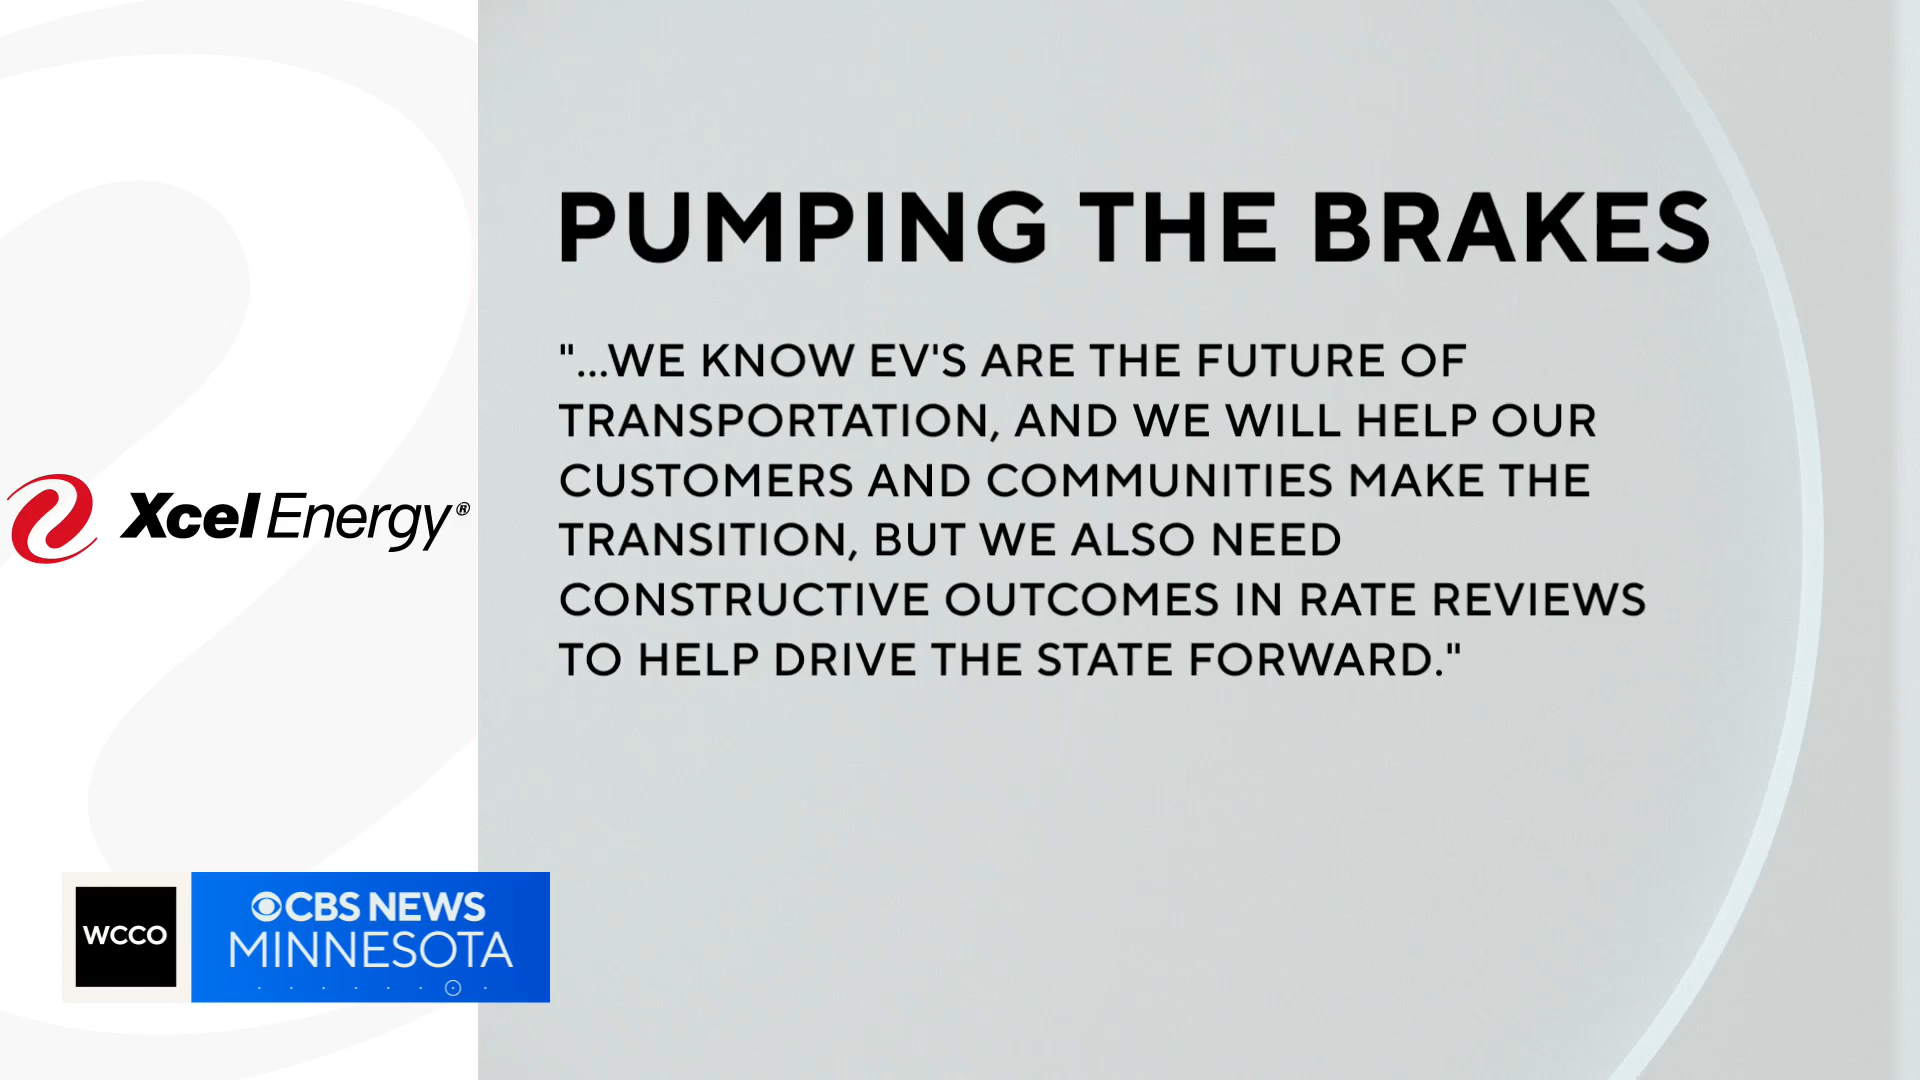 PUMPING THE BRAKES
"...WE KNOW EV'S ARE THE FUTURE OF
TRANSPORTATION, AND WE WILL HELP OUR
CUSTOMERS AND COMMUNITIES MAKE THE
TRANSITION, BUT WE ALSO NEED
CONSTRUCTIVE OUTCOMES IN RATE REVIEWS
TO HELP DRIVE THE STATE FORWARD."
Xcel Energy®
WCCO
CBS NEWS
MINNESOTA